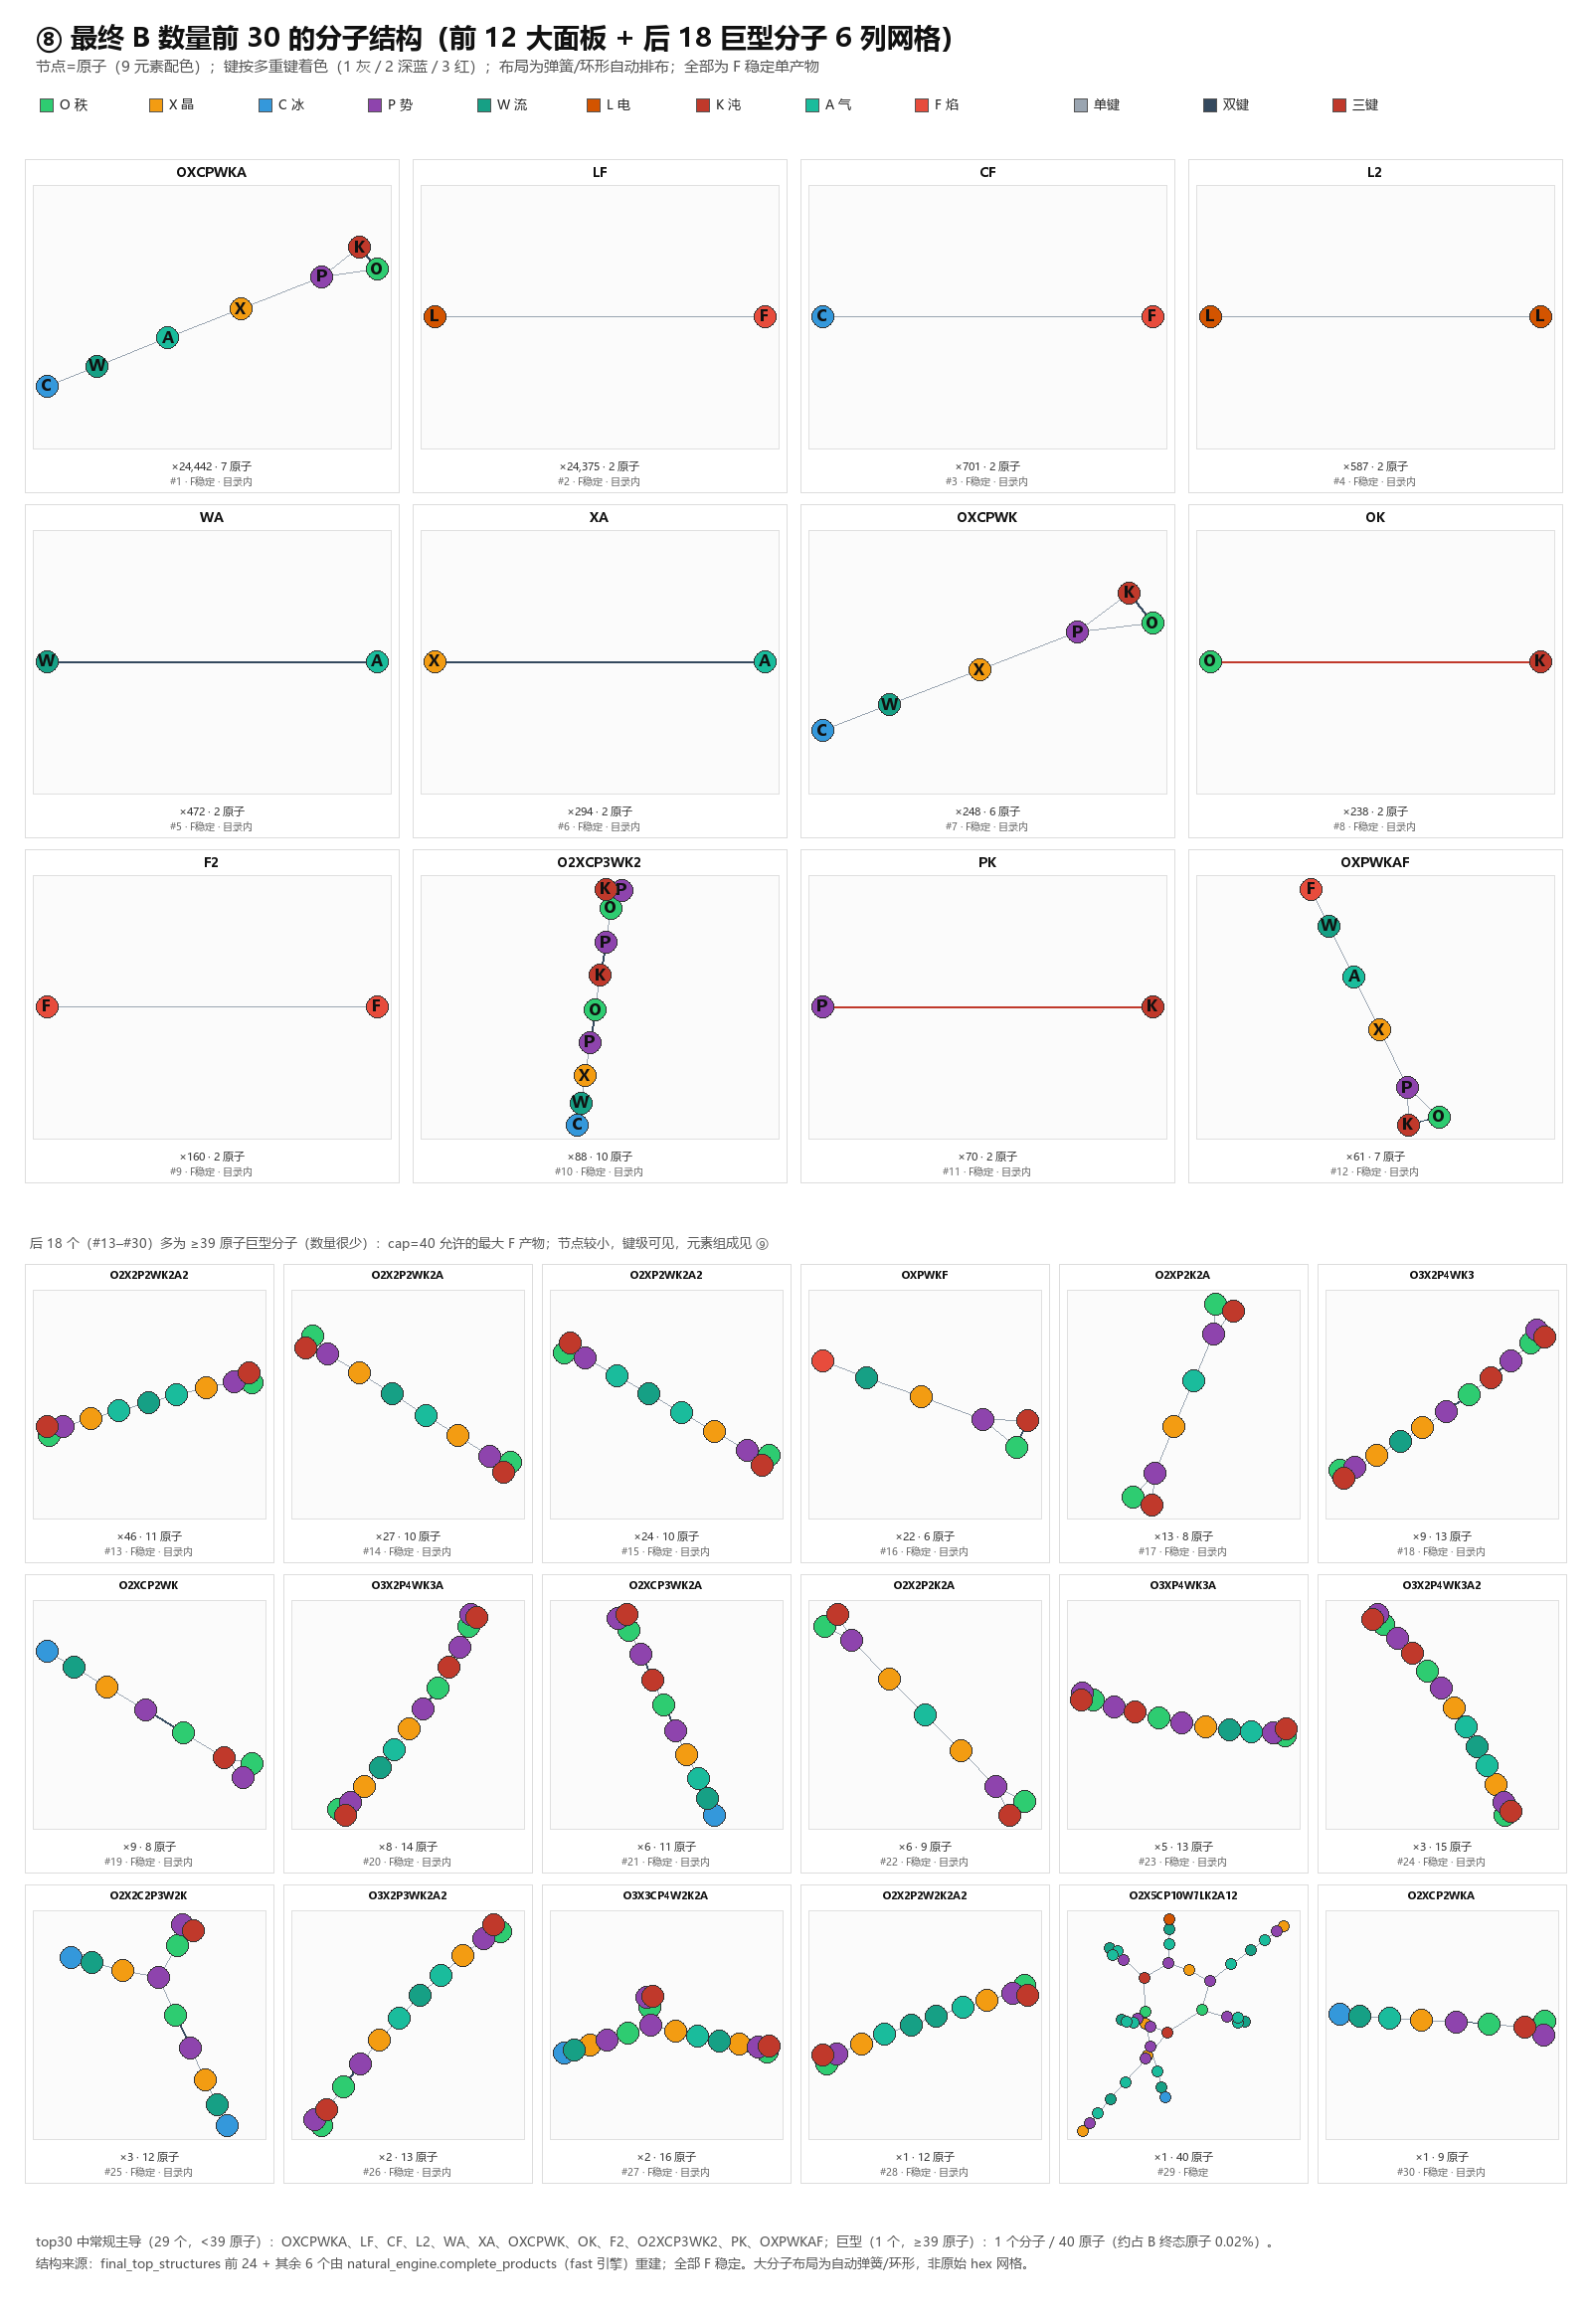 ⑧ 最终 B 数量前 30 的分子结构（前 12 大面板 + 后 18 巨型分子 6 列网格）
节点=原子（9 元素配色）；键按多重键着色（1 灰 / 2 深蓝 / 3 红）；布局为弹簧/环形自动排布；全部为 F 稳定单产物
O 秩 X 晶 C 冰 P 势 W 流 L 电 K 沌 A 气 F 焰 单键 双键 三键
OXCPWKA LF CF L2
K
P O
X
A
W
C
L F
C F
L L
×24,442 · 7 原子 ×24,375 · 2 原子 ×701 · 2 原子 ×587 · 2 原子
#1 · F稳定 · 目录内 #2 · F稳定 · 目录内 #3 · F稳定 · 目录内 #4 · F稳定 · 目录内
WA XA OXCPWK OK
W A
X A
K
O
P
X
W
C
O K
×472 · 2 原子 ×294 · 2 原子 ×248 · 6 原子 ×238 · 2 原子
#5 · F稳定 · 目录内 #6 · F稳定 · 目录内 #7 · F稳定 · 目录内 #8 · F稳定 · 目录内
F2 O2XCP3WK2 PK OXPWKAF
F F
K P
O
P
K
O
P
X
W
C
P K
F
W
A
X
P
K O
×160 · 2 原子 ×88 · 10 原子 ×70 · 2 原子 ×61 · 7 原子
#9 · F稳定 · 目录内 #10 · F稳定 · 目录内 #11 · F稳定 · 目录内 #12 · F稳定 · 目录内
后 18 个（#13–#30）多为 ≥39 原子巨型分子（数量很少）：cap=40 允许的最大 F 产物；节点较小，键级可见，元素组成见 ⑨
O2X2P2WK2A2 O2X2P2WK2A O2XP2WK2A2 OXPWKF O2XP2K2A O3X2P4WK3
×46 · 11 原子 ×27 · 10 原子 ×24 · 10 原子 ×22 · 6 原子 ×13 · 8 原子 ×9 · 13 原子
#13 · F稳定 · 目录内 #14 · F稳定 · 目录内 #15 · F稳定 · 目录内 #16 · F稳定 · 目录内 #17 · F稳定 · 目录内 #18 · F稳定 · 目录内
O2XCP2WK O3X2P4WK3A O2XCP3WK2A O2X2P2K2A O3XP4WK3A O3X2P4WK3A2
×9 · 8 原子 ×8 · 14 原子 ×6 · 11 原子 ×6 · 9 原子 ×5 · 13 原子 ×3 · 15 原子
#19 · F稳定 · 目录内 #20 · F稳定 · 目录内 #21 · F稳定 · 目录内 #22 · F稳定 · 目录内 #23 · F稳定 · 目录内 #24 · F稳定 · 目录内
O2X2C2P3W2K O3X2P3WK2A2 O3X3CP4W2K2A O2X2P2W2K2A2 O2X5CP10W7LK2A12 O2XCP2WKA
×3 · 12 原子 ×2 · 13 原子 ×2 · 16 原子 ×1 · 12 原子 ×1 · 40 原子 ×1 · 9 原子
#25 · F稳定 · 目录内 #26 · F稳定 · 目录内 #27 · F稳定 · 目录内 #28 · F稳定 · 目录内 #29 · F稳定 #30 · F稳定 · 目录内
top30 中常规主导（29 个，<39 原子）：OXCPWKA、LF、CF、L2、WA、XA、OXCPWK、OK、F2、O2XCP3WK2、PK、OXPWKAF；巨型（1 个，≥39 原子）：1 个分子 / 40 原子（约占 B 终态原子 0.02%）。
结构来源：final_top_structures 前 24 + 其余 6 个由 natural_engine.complete_products（fast 引擎）重建；全部 F 稳定。大分子布局为自动弹簧/环形，非原始 hex 网格。